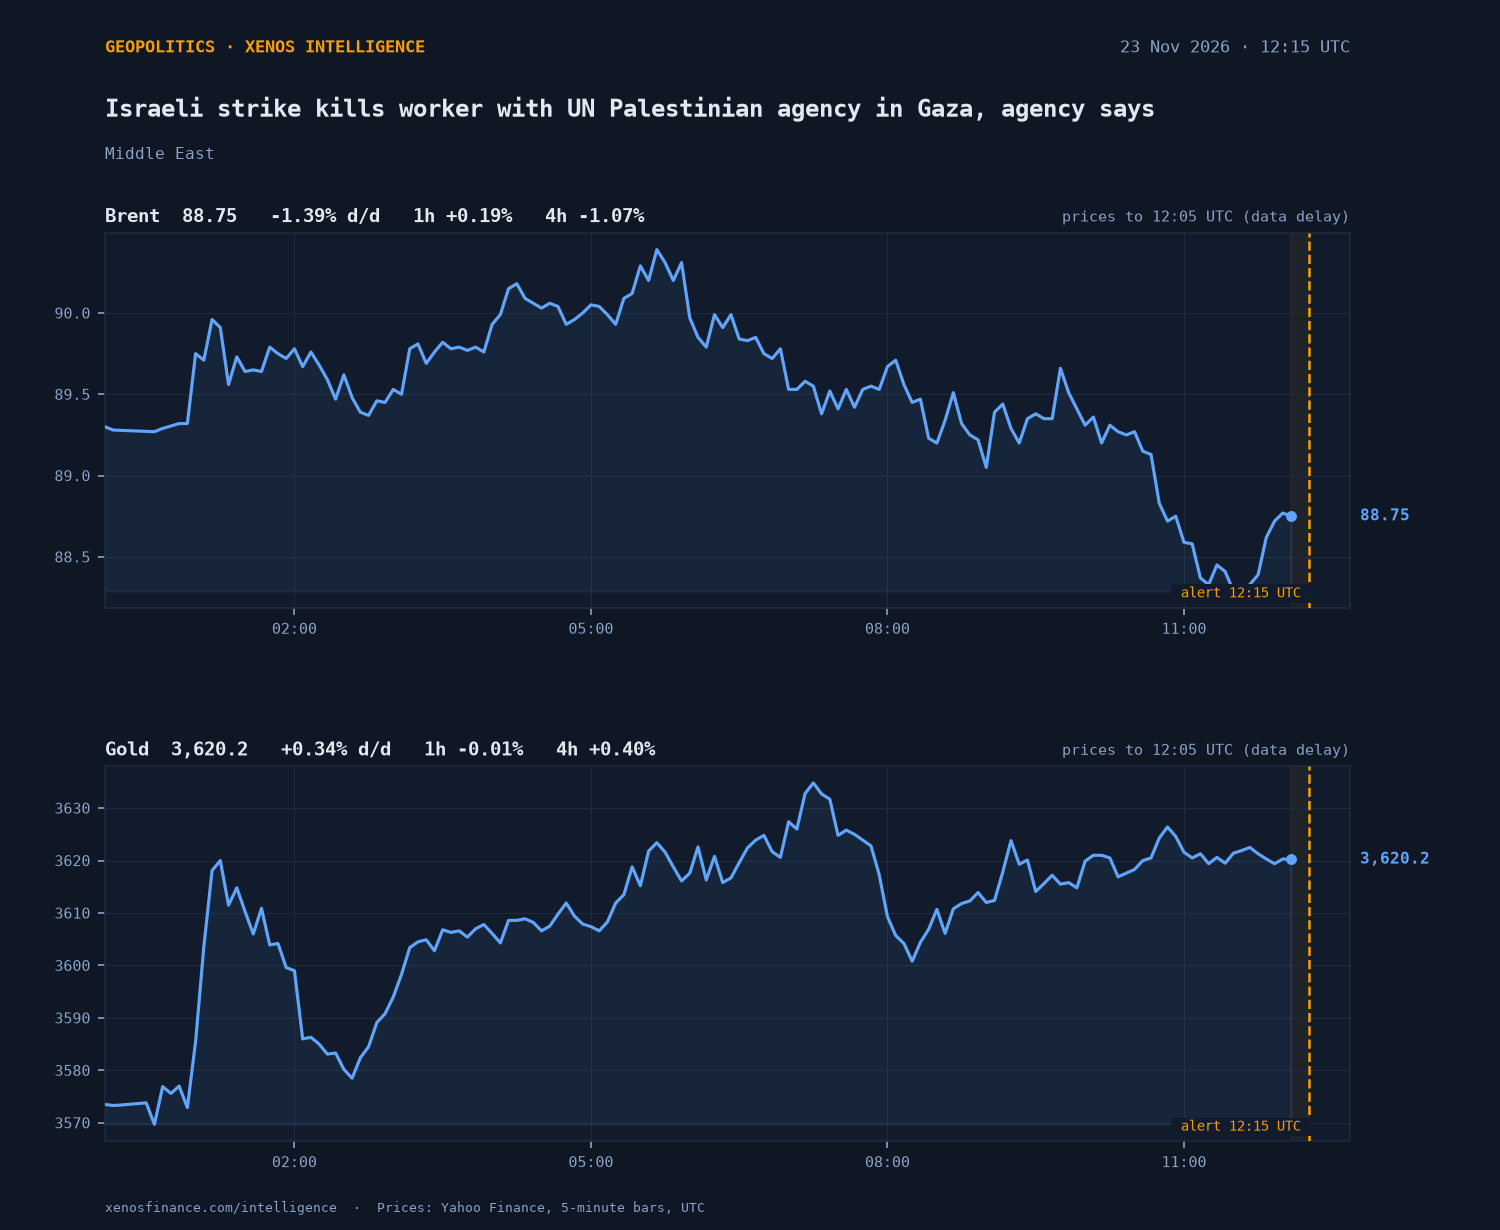 GEOPOLITICS · XENOS INTELLIGENCE
23 Nov 2026 · 12:15 UTC
Israeli strike kills worker with UN Palestinian agency in Gaza, agency says
Middle East
Brent  88.75   -1.39% d/d   1h +0.19%   4h -1.07%
prices to 12:05 UTC (data delay)
90.0
89.5
89.0
88.5
88.75
alert 12:15 UTC
02:00
05:00
08:00
11:00
Gold  3,620.2   +0.34% d/d   1h -0.01%   4h +0.40%
prices to 12:05 UTC (data delay)
3630
3620
3610
3600
3590
3580
3570
3,620.2
alert 12:15 UTC
02:00
05:00
08:00
11:00
xenosfinance.com/intelligence  ·  Prices: Yahoo Finance, 5-minute bars, UTC